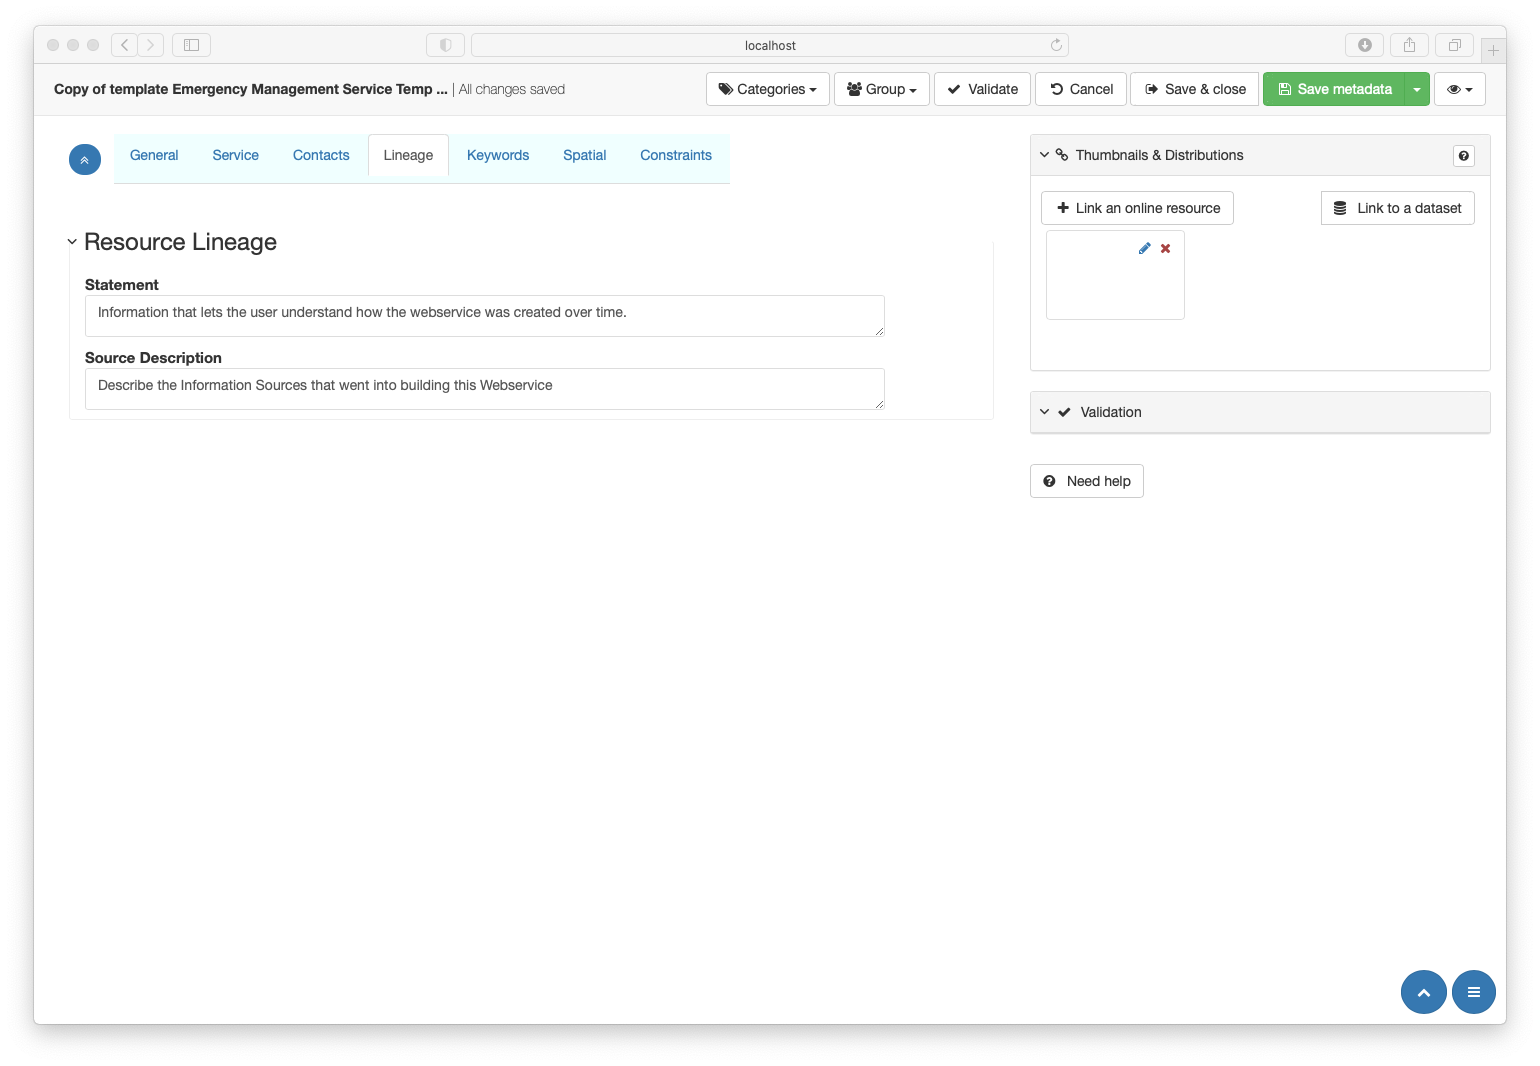 localhost
Copy of template Emergency Management Service Temp ... | All changes saved
Categories
Group
Validate
Cancel
Save & close
Save metadata
General
Service
Contacts
Lineage
Keywords
Spatial
Constraints
Resource Lineage
Statement
Information that lets the user understand how the webservice was created over time.
Source Description
Describe the Information Sources that went into building this Webservice
Thumbnails & Distributions
Link an online resource
Link to a dataset
Validation
Need help